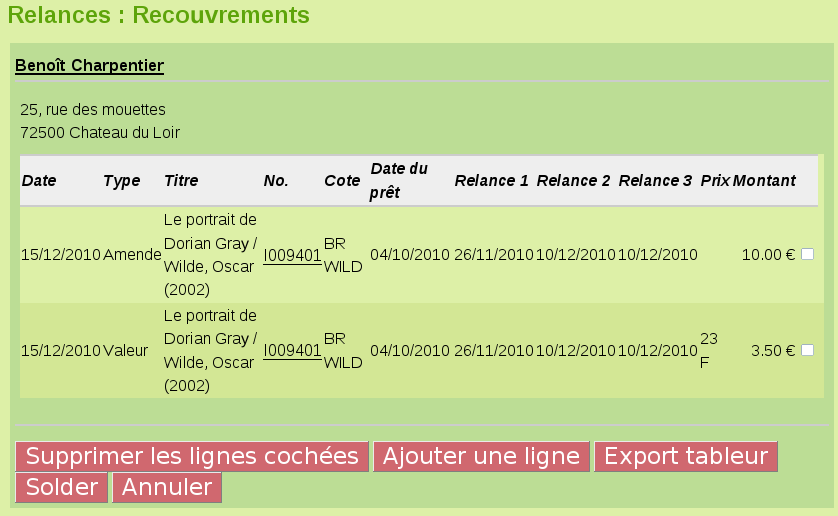 Relances : Recouvrements
Benoît Charpentier
25, rue des mouettes
72500 Chateau du Loir
Date Type Titre No. Cote Date du prêt Relance 1 Relance 2 Relance 3 Prix Montant
15/12/2010 Amende Le portrait de Dorian Gray / Wilde, Oscar (2002) I009401 BR WILD 04/10/2010 26/11/2010 10/12/2010 10/12/2010 10.00 €
15/12/2010 Valeur Le portrait de Dorian Gray / Wilde, Oscar (2002) I009401 BR WILD 04/10/2010 26/11/2010 10/12/2010 10/12/2010 23 F 3.50 €
Supprimer les lignes cochées Ajouter une ligne Export tableur
Solder Annuler